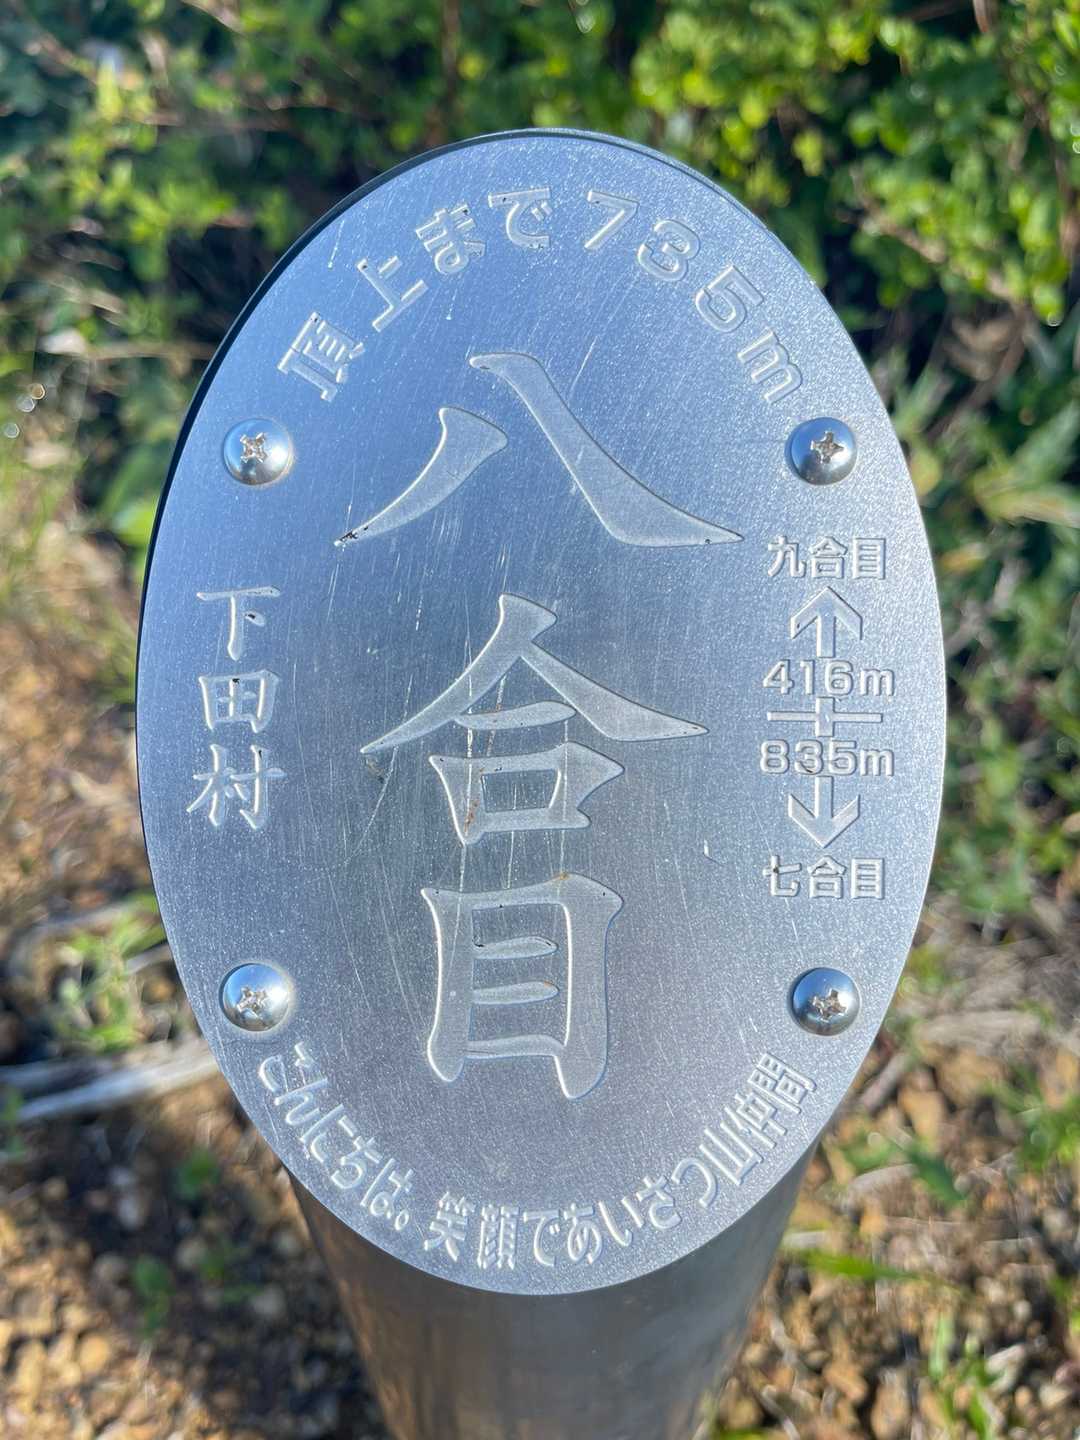 頂上まで735m
八合目
下田村
九合目
416m
835m
七合目
こんにちは。笑顔であいさつ山仲間